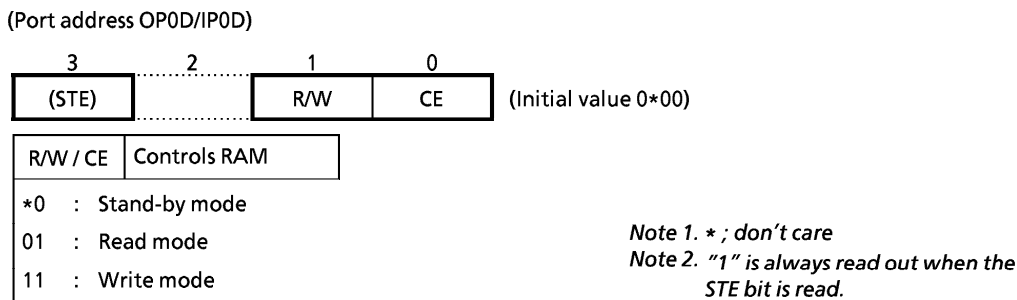 (Port address OP0D/IP0D)
3 2 1 0
(STE) R/W CE (Initial value 0*00)
R/W / CE Controls RAM
*0 : Stand-by mode
01 : Read mode
11 : Write mode
Note 1. * ; don't care
Note 2. "1" is always read out when the
STE bit is read.